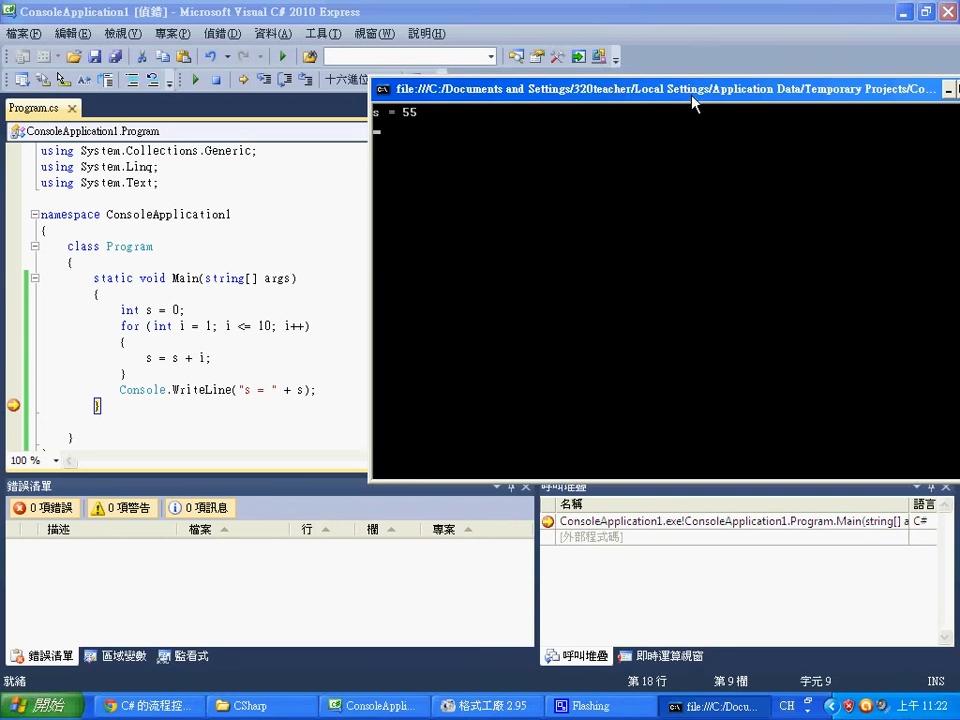 ConsoleApplication1 [偵錯] - Microsoft Visual C# 2010 Express
檔案(F) 編輯(E) 檢視(V) 專案(P) 偵錯(D) 資料(A) 工具(T) 視窗(W) 說明(H)
十六進位
file:///C:/Documents and Settings/320teacher/Local Settings/Application Data/Temporary Projects/Co...
s = 55
Program.cs
ConsoleApplication1.Program
using System.Collections.Generic;
using System.Linq;
using System.Text;
namespace ConsoleApplication1
{
class Program
{
static void Main(string[] args)
{
int s = 0;
for (int i = 1; i <= 10; i++)
{
s = s + i;
}
Console.WriteLine("s = " + s);
}
}
100 %
錯誤清單
0 項錯誤 0 項警告 0 項訊息
描述 檔案 行 欄 專案
呼叫堆疊
名稱 語言
ConsoleApplication1.exe!ConsoleApplication1.Program.Main(string[] a C#
[外部程式碼]
錯誤清單 區域變數 監看式
呼叫堆疊 即時運算視窗
就緒 第 18 行 第 9 欄 字元 9 INS
開始 C# 的流程控... CSharp ConsoleAppli... 格式工廠 2.95 Flashing file:///C:/Docu... CH 上午 11:22